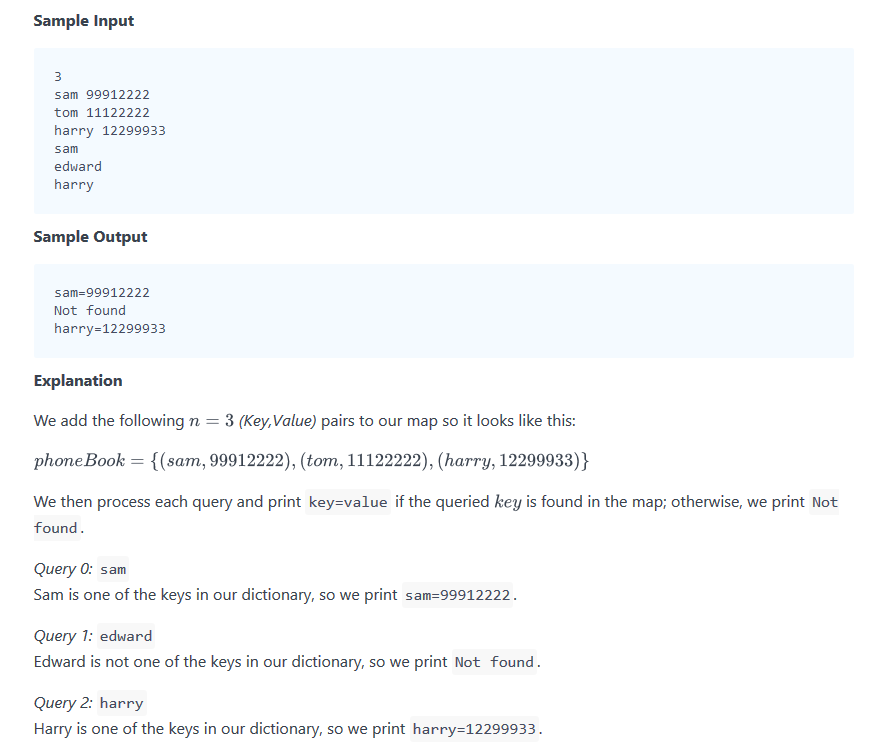 Sample Input
3
sam 99912222
tom 11122222
harry 12299933
sam
edward
harry
Sample Output
sam=99912222
Not found
harry=12299933
Explanation
We add the following n = 3 (Key,Value) pairs to our map so it looks like this:
phoneBook = {(sam, 99912222), (tom, 11122222), (harry, 12299933)}
We then process each query and print key=value if the queried key is found in the map; otherwise, we print Not
found.
Query 0: sam
Sam is one of the keys in our dictionary, so we print sam=99912222.
Query 1: edward
Edward is not one of the keys in our dictionary, so we print Not found.
Query 2: harry
Harry is one of the keys in our dictionary, so we print harry=12299933.